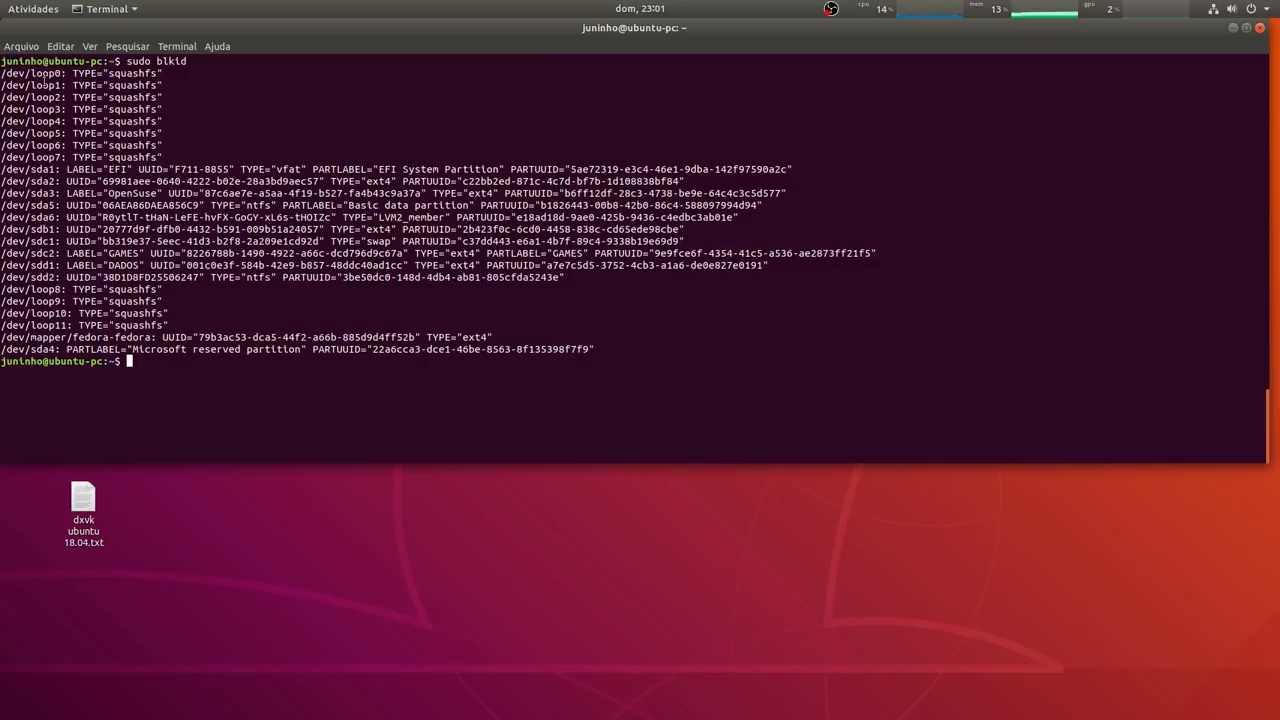 Atividades Terminal dom, 23:01 cpu 14% mem 13% gpu 2%
juninho@ubuntu-pc: ~
Arquivo Editar Ver Pesquisar Terminal Ajuda
juninho@ubuntu-pc:~$ sudo blkid
/dev/loop0: TYPE="squashfs"
/dev/loop1: TYPE="squashfs"
/dev/loop2: TYPE="squashfs"
/dev/loop3: TYPE="squashfs"
/dev/loop4: TYPE="squashfs"
/dev/loop5: TYPE="squashfs"
/dev/loop6: TYPE="squashfs"
/dev/loop7: TYPE="squashfs"
/dev/sda1: LABEL="EFI" UUID="F711-8855" TYPE="vfat" PARTLABEL="EFI System Partition" PARTUUID="5ae72319-e3c4-46e1-9dba-142f97590a2c"
/dev/sda2: UUID="69981aee-0640-4222-b02e-28a3bd9aec57" TYPE="ext4" PARTUUID="c22bb2ed-871c-4c7d-bf7b-1d108838bf84"
/dev/sda3: LABEL="OpenSuse" UUID="87c6ae7e-a5aa-4f19-b527-fa4b43c9a37a" TYPE="ext4" PARTUUID="b6ff12df-28c3-4738-be9e-64c4c3c5d577"
/dev/sda5: UUID="06AEA86DAEA856C9" TYPE="ntfs" PARTLABEL="Basic data partition" PARTUUID="b1826443-00b8-42b0-86c4-588097994d94"
/dev/sda6: UUID="R0ytlT-tHaN-LeFE-hvFX-GoGY-xL6s-tHOIZc" TYPE="LVM2_member" PARTUUID="e18ad18d-9ae0-425b-9436-c4edbc3ab01e"
/dev/sdb1: UUID="20777d9f-dfb0-4432-b591-009b51a24057" TYPE="ext4" PARTUUID="2b423f0c-6cd0-4458-838c-cd65ede98cbe"
/dev/sdc1: UUID="bb319e37-5eec-41d3-b2f8-2a209e1cd92d" TYPE="swap" PARTUUID="c37dd443-e6a1-4b7f-89c4-9338b19e69d9"
/dev/sdc2: LABEL="GAMES" UUID="8226788b-1490-4922-a66c-dcd796d9c67a" TYPE="ext4" PARTLABEL="GAMES" PARTUUID="9e9fce6f-4354-41c5-a536-ae2873ff21f5"
/dev/sdd1: LABEL="DADOS" UUID="001c0e3f-584b-42e9-b857-48ddc40ad1cc" TYPE="ext4" PARTUUID="a7e7c5d5-3752-4cb3-a1a6-de0e827e0191"
/dev/sdd2: UUID="38D1D8FD25506247" TYPE="ntfs" PARTUUID="3be50dc0-148d-4db4-ab81-805cfda5243e"
/dev/loop8: TYPE="squashfs"
/dev/loop9: TYPE="squashfs"
/dev/loop10: TYPE="squashfs"
/dev/loop11: TYPE="squashfs"
/dev/mapper/fedora-fedora: UUID="79b3ac53-dca5-44f2-a66b-885d9d4ff52b" TYPE="ext4"
/dev/sda4: PARTLABEL="Microsoft reserved partition" PARTUUID="22a6cca3-dce1-46be-8563-8f135398f7f9"
juninho@ubuntu-pc:~$
dxvk
ubuntu
18.04.txt